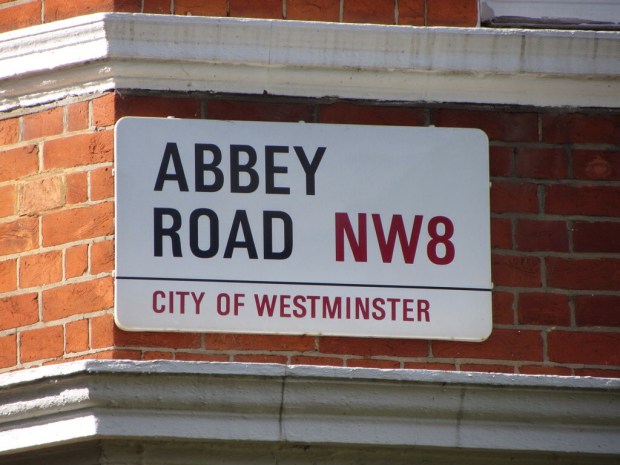 ABBEY
ROAD NW8
CITY OF WESTMINSTER